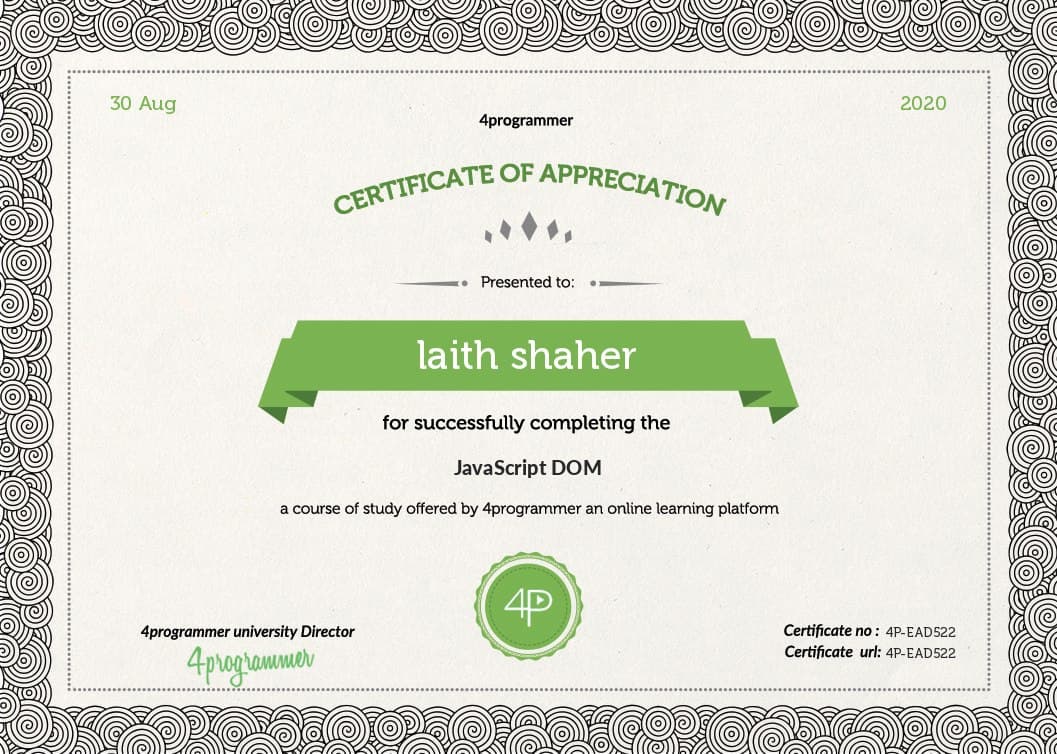 30 Aug
2020
4programmer
CERTIFICATE OF APPRECIATION
Presented to:
laith shaher
for successfully completing the
JavaScript DOM
a course of study offered by 4programmer an online learning platform
4P
4programmer university Director
4programmer
Certificate no : 4P-EAD522
Certificate url: 4P-EAD522